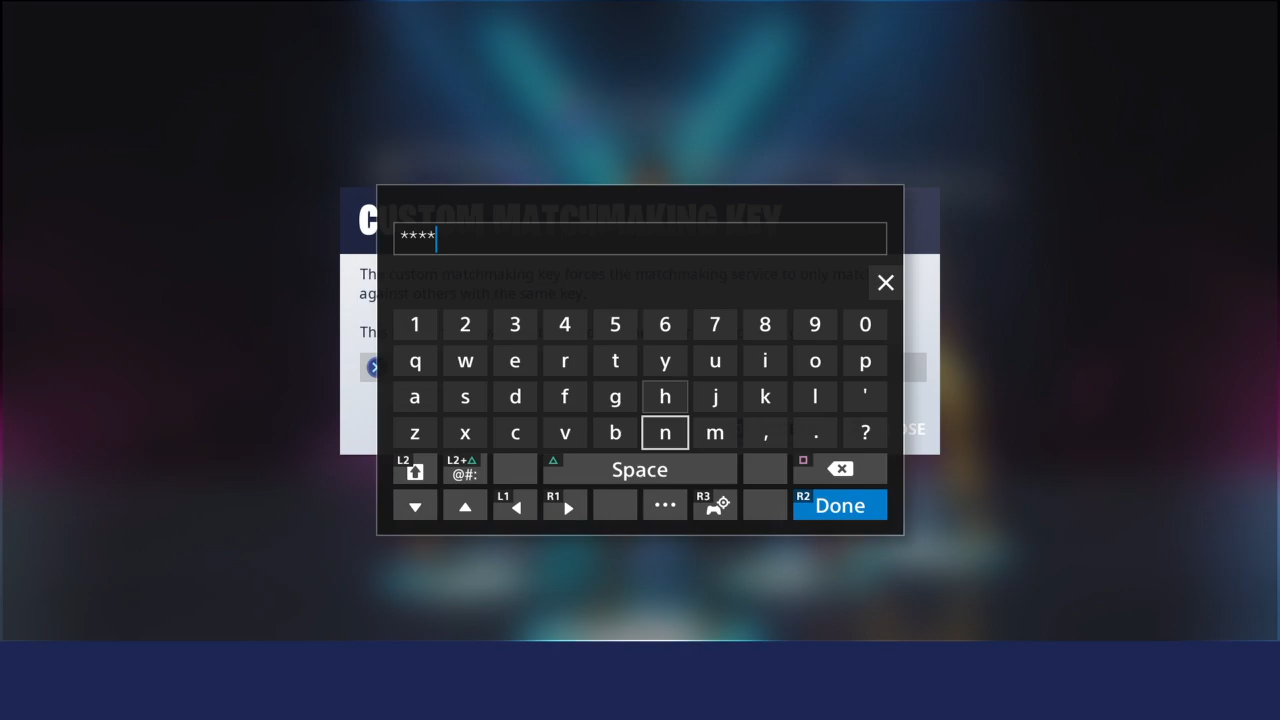 CUSTOM MATCHMAKING KEY
****
The custom matchmaking key forces the matchmaking service to only match
against others with the same key.
This
1 2 3 4 5 6 7 8 9 0
q w e r t y u i o p
a s d f g h j k l '
z x c v b n m , . ?
OSE
L2 L2+△ @#: △ Space
L1 R1 ... R3 R2 Done